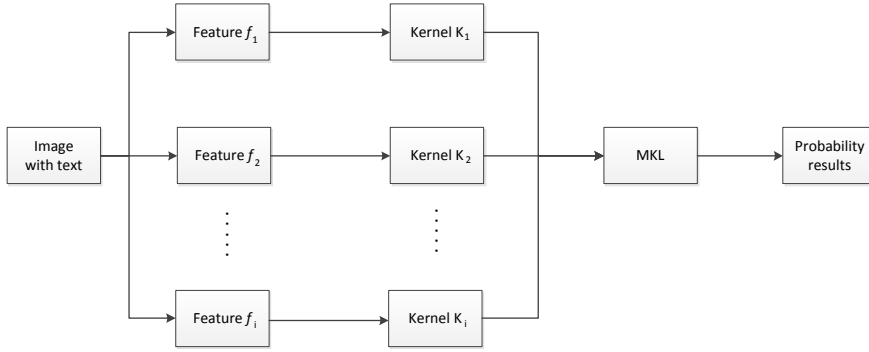 Feature f₁
Kernel K₁
Image
with text
Feature f₂
Kernel K₂
MKL
Probability
results
Feature fᵢ
Kernel Kᵢ